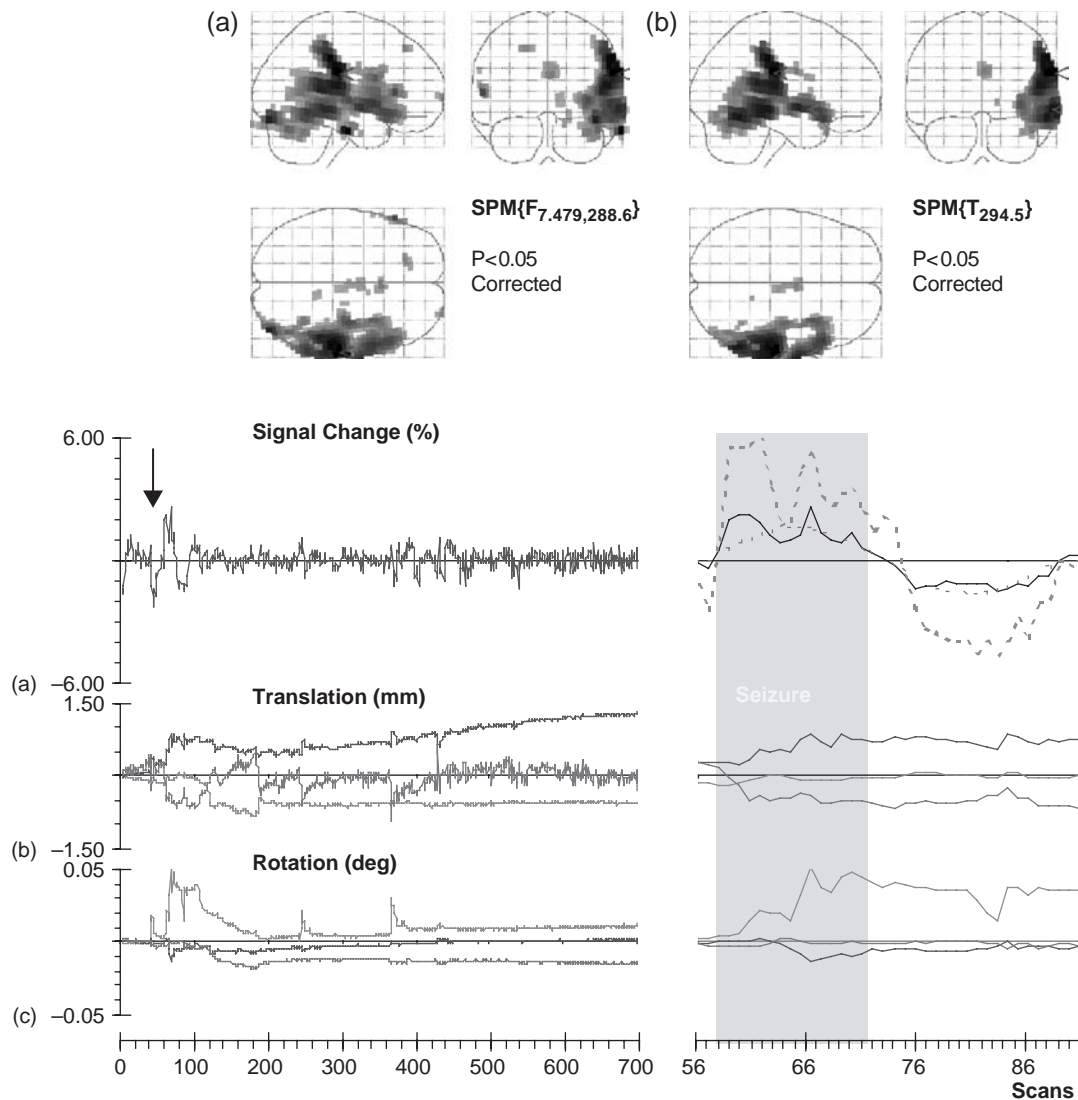 (a)
(b)
SPM{F7.479,288.6}
P<0.05
Corrected
SPM{T294.5}
P<0.05
Corrected
Signal Change (%)
6.00
–6.00
(a)
Translation (mm)
Seizure
1.50
–1.50
(b)
Rotation (deg)
0.05
–0.05
(c)
0 100 200 300 400 500 600 700
56 66 76 86
Scans